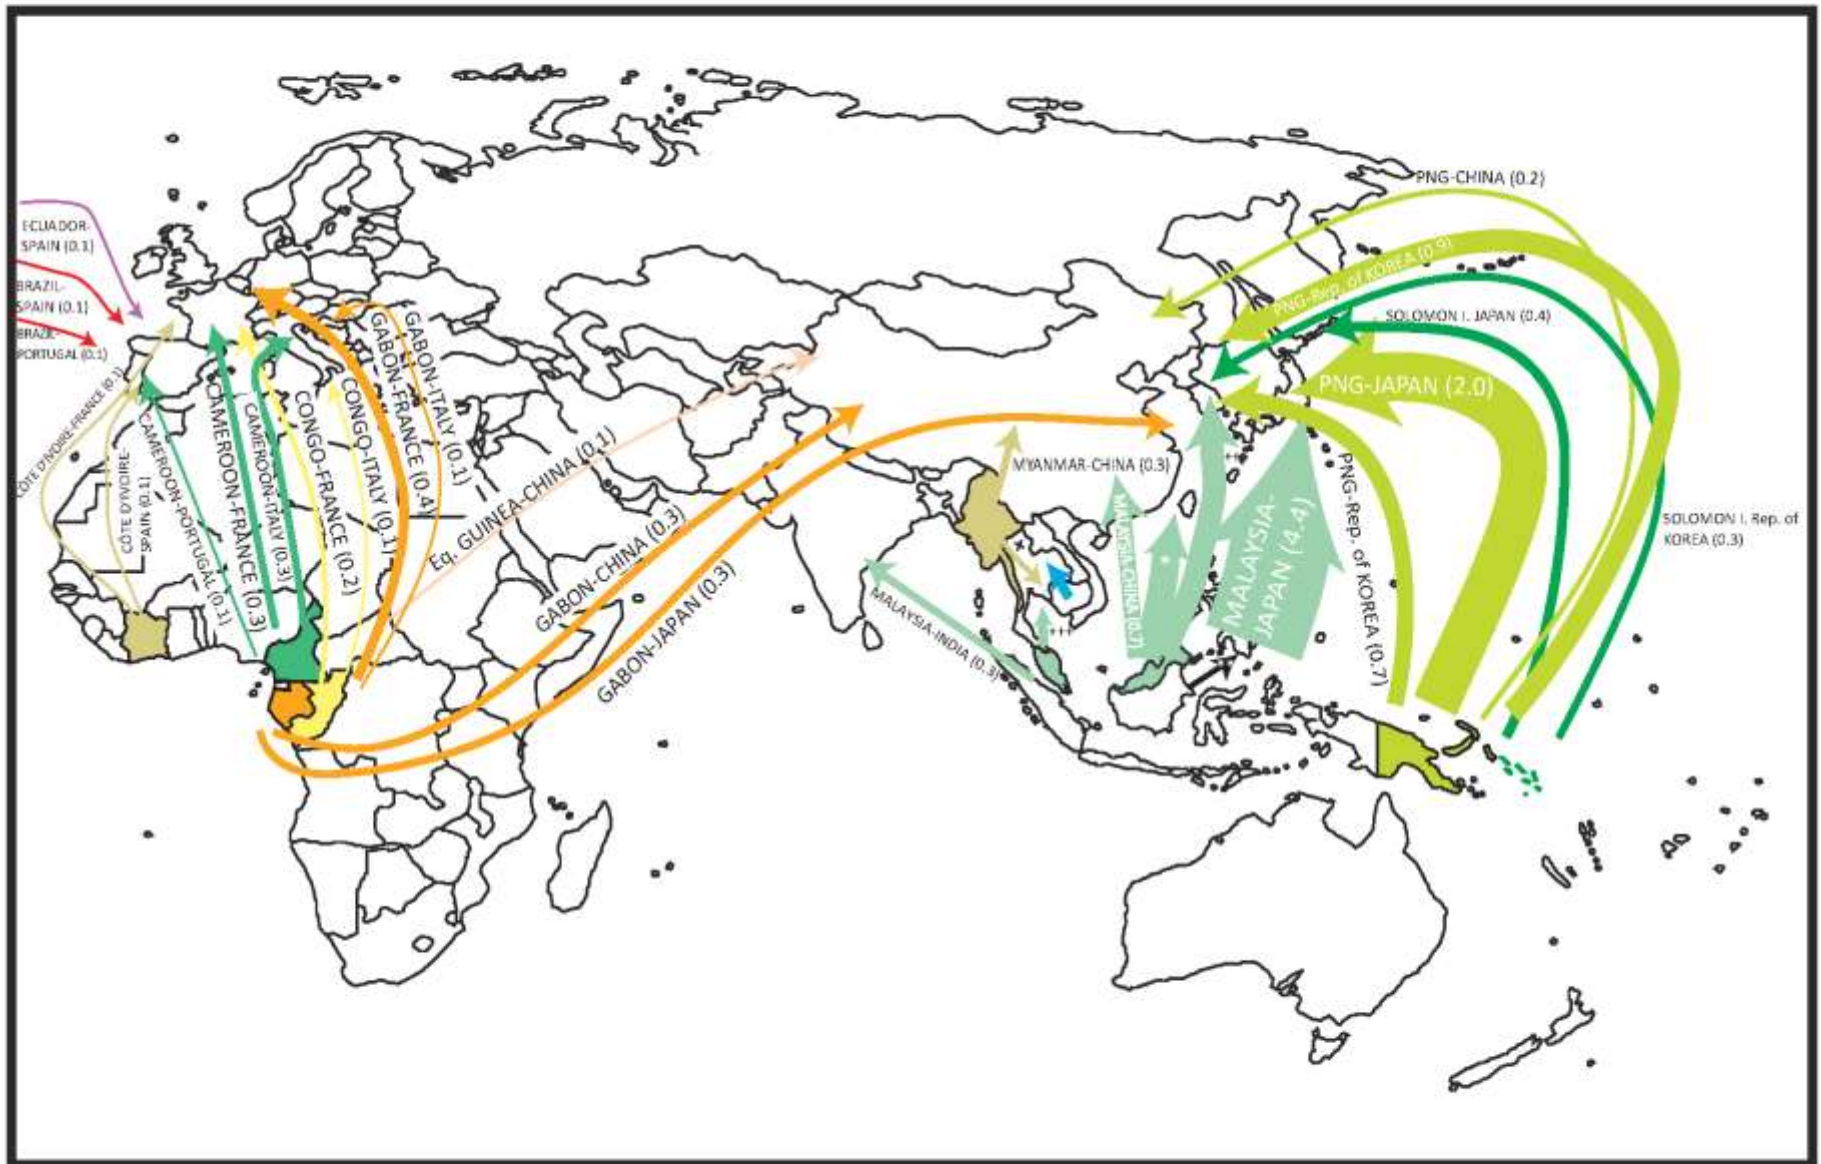 ECUADOR-
SPAIN (0.1)
BRAZIL-
SPAIN (0.1)
BRAZIL-
PORTUGAL (0.1)
COTE D'IVOIRE-FRANCE (0.1)
COTE D'IVOIRE-
SPAIN (0.1)
CAMEROON-PORTUGAL (0.1)
CAMEROON-FRANCE (0.3)
CAMEROON-ITALY (0.3)
CONGO-FRANCE (0.2)
CONGO-ITALY (0.1)
GABON-FRANCE (0.4)
GABON-ITALY (0.1)
Eq. GUINEA-CHINA (0.1)
GABON-CHINA (0.3)
GABON-JAPAN (0.3)
MALAYSIA-INDIA (0.3)
MYANMAR-CHINA (0.3)
MALAYSIA-CHINA (0.7)
*
+
+++
++
MALAYSIA-
JAPAN (4.4)
PNG-CHINA (0.2)
PNG-Rep. of KOREA (0.9)
SOLOMON I. JAPAN (0.4)
PNG-JAPAN (2.0)
PNG-Rep. of KOREA (0.7)
SOLOMON I. Rep. of
KOREA (0.3)